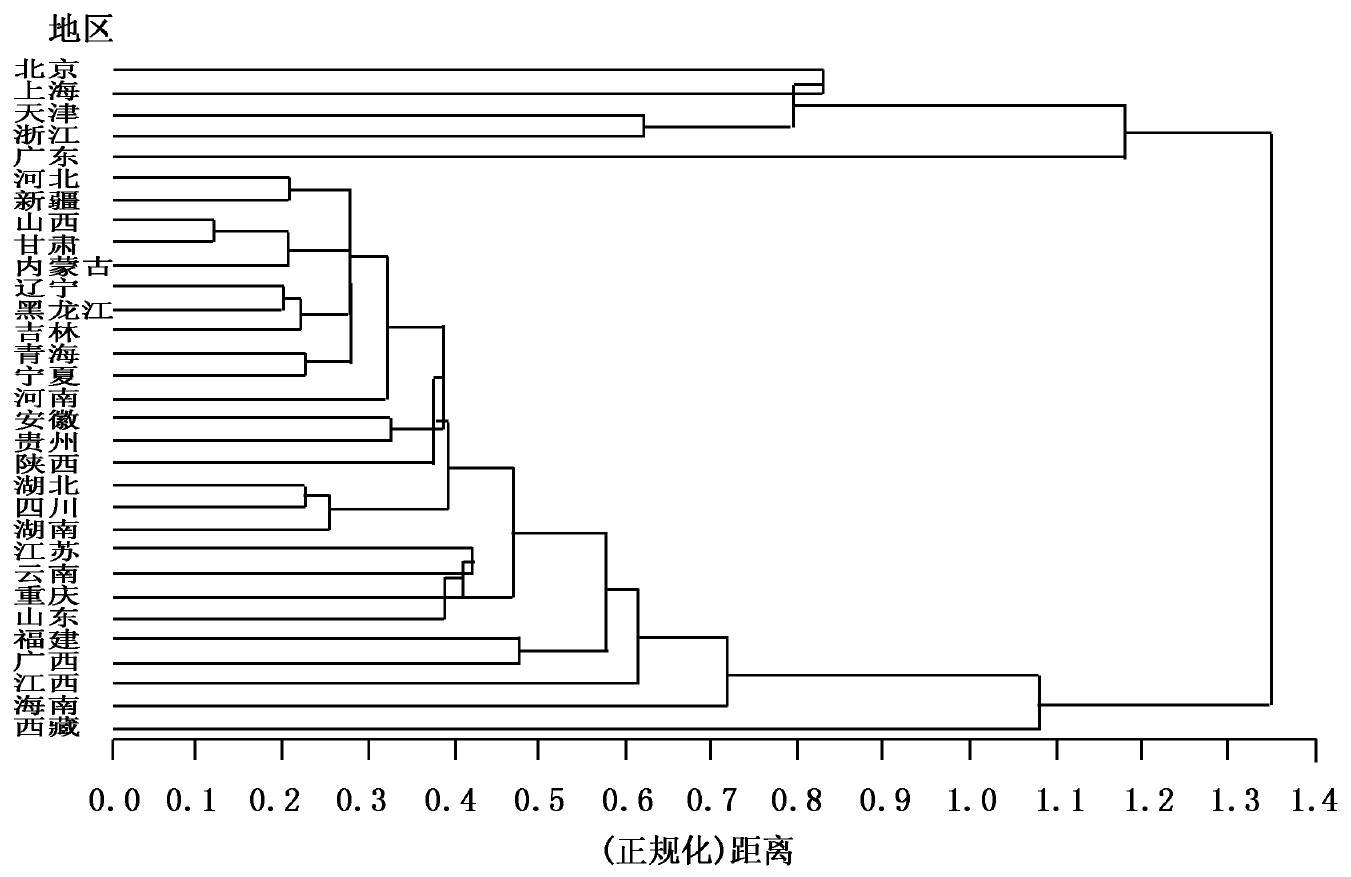 地区
北京
上海
天津
浙江
广东
河北
新疆
山西
甘肃
内蒙古
辽宁
黑龙江
吉林
青海
宁夏
河南
安徽
贵州
陕西
湖北
四川
湖南
江苏
云南
重庆
山东
福建
广西
江西
海南
西藏
0.0 0.1 0.2 0.3 0.4 0.5 0.6 0.7 0.8 0.9 1.0 1.1 1.2 1.3 1.4
(正规化)距离